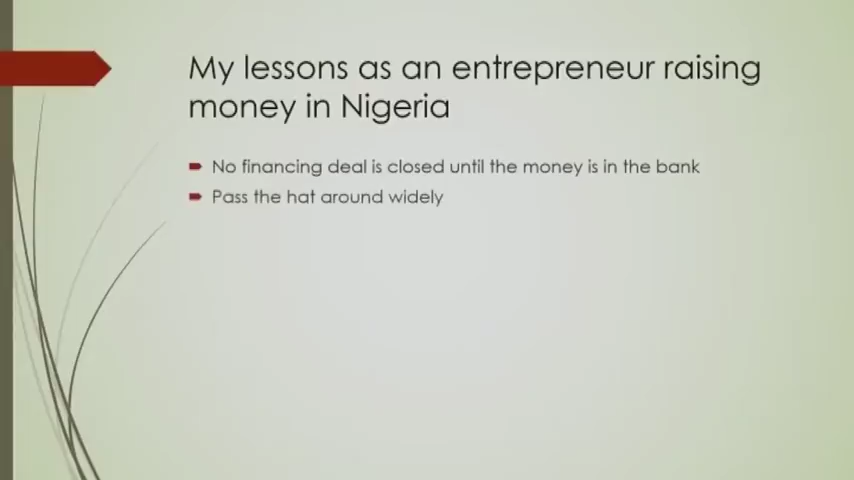 My lessons as an entrepreneur raising
money in Nigeria
No financing deal is closed until the money is in the bank
Pass the hat around widely